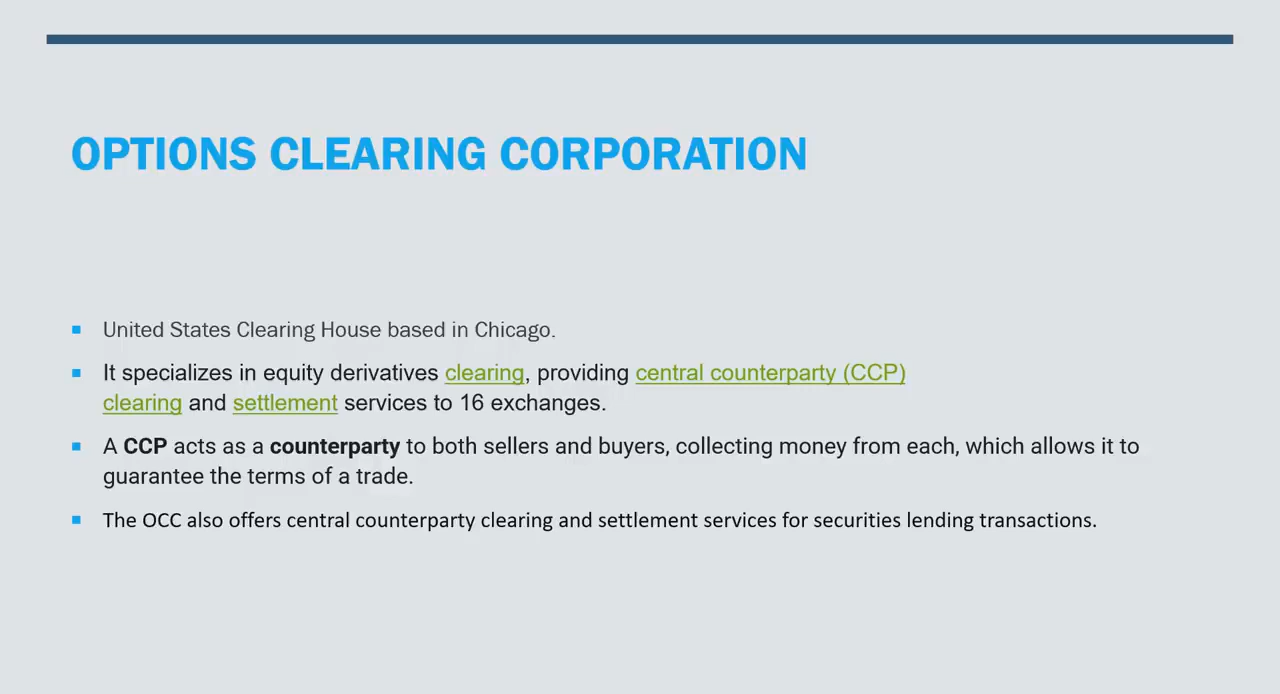 OPTIONS CLEARING CORPORATION
United States Clearing House based in Chicago.
It specializes in equity derivatives clearing, providing central counterparty (CCP)
clearing and settlement services to 16 exchanges.
A CCP acts as a counterparty to both sellers and buyers, collecting money from each, which allows it to
guarantee the terms of a trade.
The OCC also offers central counterparty clearing and settlement services for securities lending transactions.